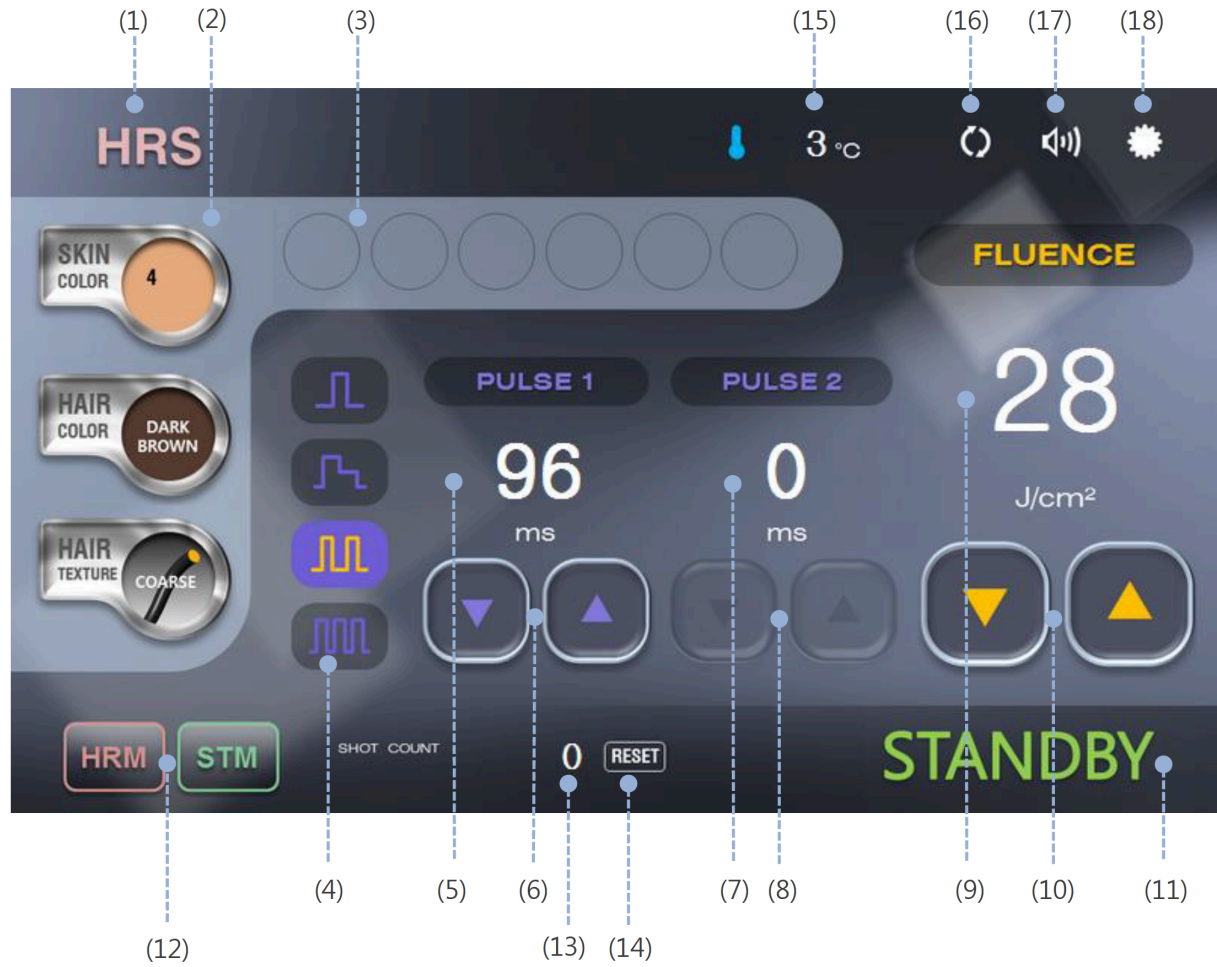 (1) (2) (3) (15) (16) (17) (18)
HRS
3 °C
SKIN
COLOR
4
FLUENCE
HAIR
COLOR
DARK
BROWN
HAIR
TEXTURE
COARSE
PULSE 1
96
ms
PULSE 2
0
ms
28
J/cm²
HRM STM
SHOT COUNT 0 RESET
STANDBY
(4) (5) (6) (7) (8) (9) (10) (11)
(12) (13) (14)